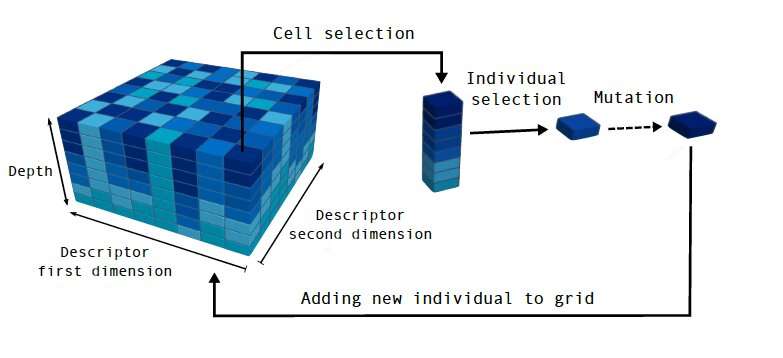 Cell selection
Individual
selection
Mutation
Depth
Descriptor
second dimension
Descriptor
first dimension
Adding new individual to grid